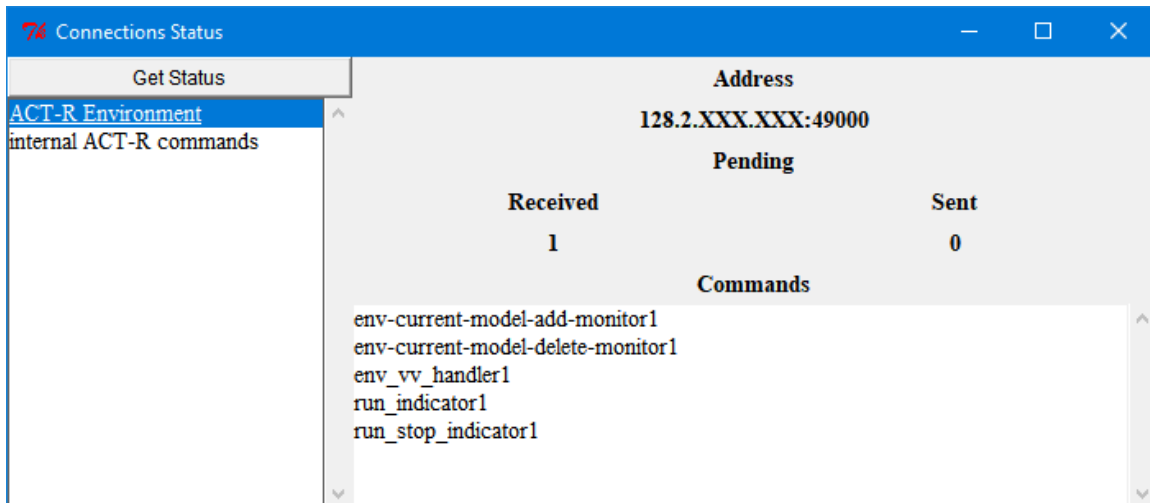 Connections Status
Get Status
ACT-R Environment
internal ACT-R commands
Address
128.2.XXX.XXX:49000
Pending
Received Sent
1 0
Commands
env-current-model-add-monitor1
env-current-model-delete-monitor1
env_vv_handler1
run_indicator1
run_stop_indicator1